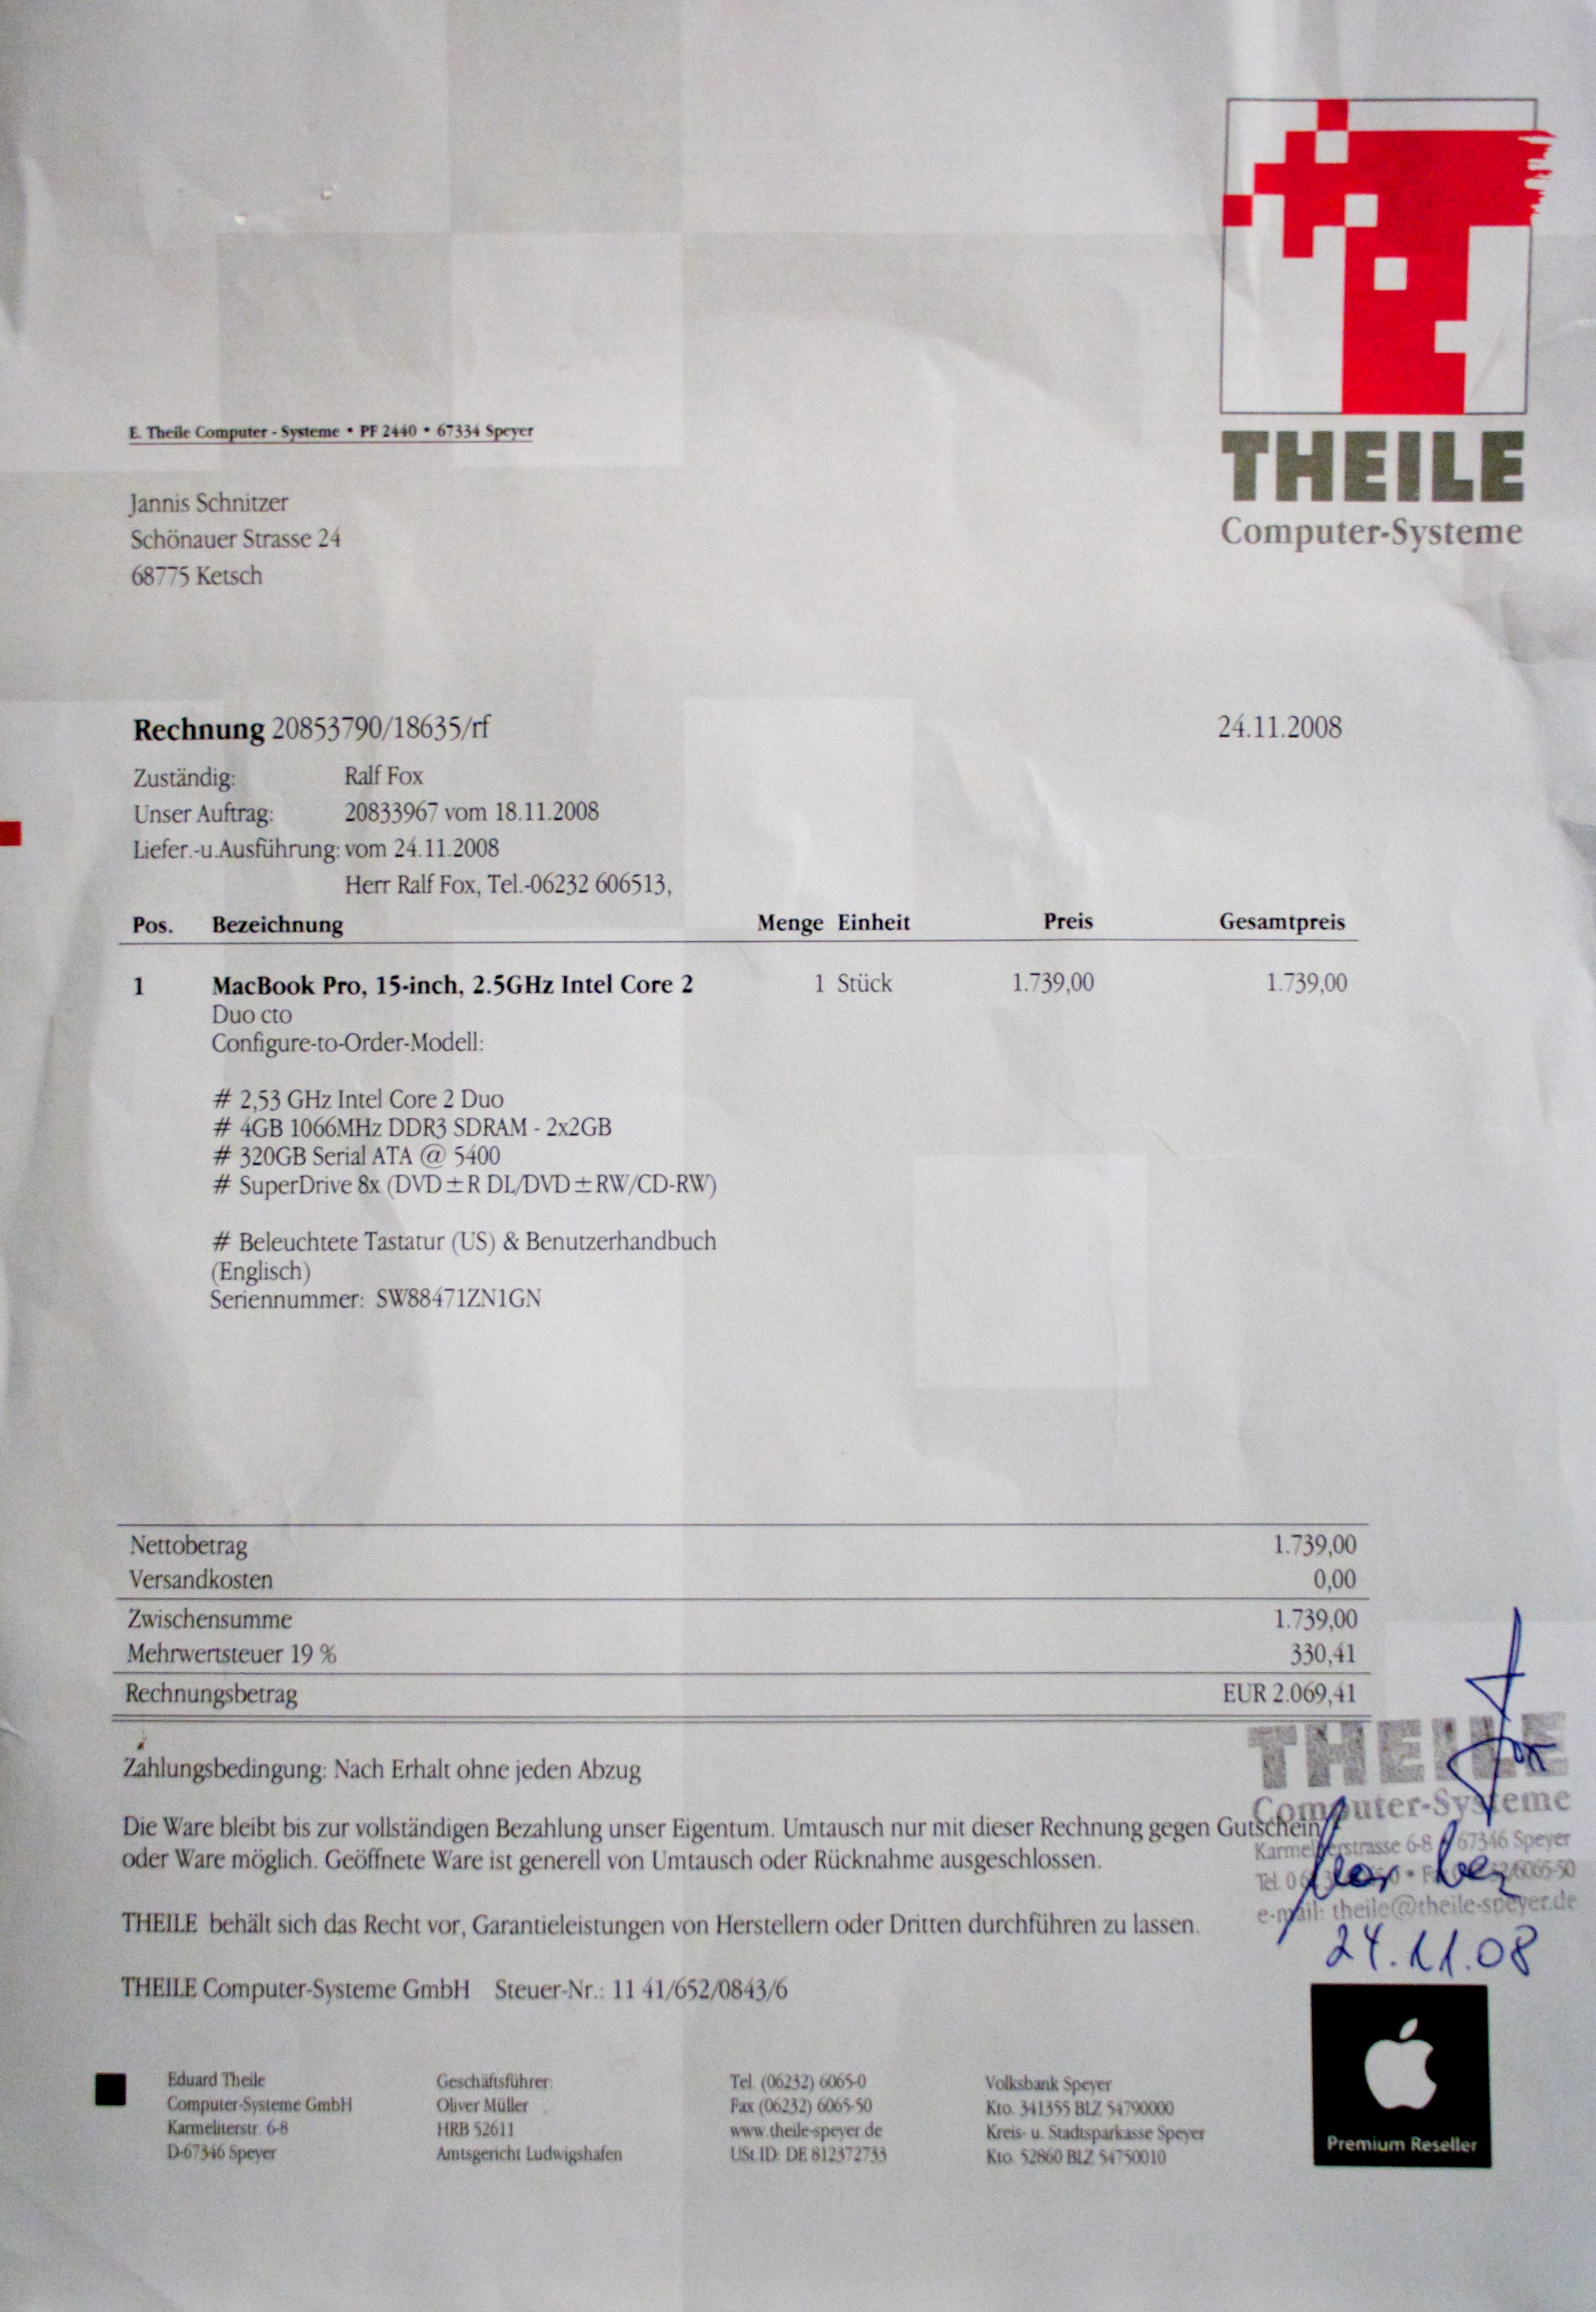 THEILE
Computer-Systeme
E. Theile Computer - Systeme • PF 2440 • 67334 Speyer
Jannis Schnitzer
Schönauer Strasse 24
68775 Ketsch
Rechnung 20853790/18635/rf 24.11.2008
Zuständig: Ralf Fox
Unser Auftrag: 20833967 vom 18.11.2008
Liefer.-u.Ausführung: vom 24.11.2008
Herr Ralf Fox, Tel.-06232 606513,
Pos. Bezeichnung Menge Einheit Preis Gesamtpreis
1 MacBook Pro, 15-inch, 2.5GHz Intel Core 2 1 Stück 1.739,00 1.739,00
Duo cto
Configure-to-Order-Modell:
# 2,53 GHz Intel Core 2 Duo
# 4GB 1066MHz DDR3 SDRAM - 2x2GB
# 320GB Serial ATA @ 5400
# SuperDrive 8x (DVD±R DL/DVD±RW/CD-RW)
# Beleuchtete Tastatur (US) & Benutzerhandbuch
(Englisch)
Seriennummer: SW88471ZN1GN
Nettobetrag 1.739,00
Versandkosten 0,00
Zwischensumme 1.739,00
Mehrwertsteuer 19 % 330,41
Rechnungsbetrag EUR 2.069,41
Zahlungsbedingung: Nach Erhalt ohne jeden Abzug
Die Ware bleibt bis zur vollständigen Bezahlung unser Eigentum. Umtausch nur mit dieser Rechnung gegen Gutschein
oder Ware möglich. Geöffnete Ware ist generell von Umtausch oder Rücknahme ausgeschlossen.
THEILE behält sich das Recht vor, Garantieleistungen von Herstellern oder Dritten durchführen zu lassen.
THEILE Computer-Systeme GmbH Steuer-Nr.: 11 41/652/0843/6
THEILE
Computer-Systeme
Karmeliterstrasse 6-8 67346 Speyer
e-mail: theile@theile-speyer.de
24.11.08
Eduard Theile
Computer-Systeme GmbH
Karmeliterstr. 6-8
D-67346 Speyer
Geschäftsführer:
Oliver Müller
HRB 52611
Amtsgericht Ludwigshafen
Tel. (06232) 6065-0
Fax (06232) 6065-50
www.theile-speyer.de
USt.ID: DE 812372733
Volksbank Speyer
Kto. 341355 BLZ 54790000
Kreis- u. Stadtsparkasse Speyer
Kto. 52860 BLZ 54750010
Premium Reseller